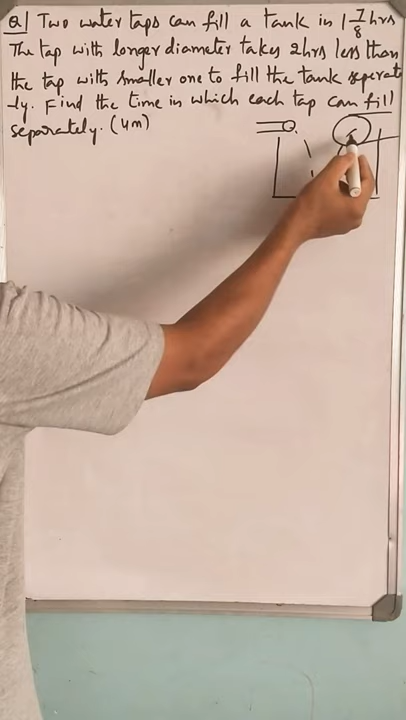 Q| Two water taps can fill a tank in 1 7/8 hrs
The tap with longer diameter takes 2hrs less than
the tap with smaller one to fill the tank seperate
-ly. Find the time in which each tap can fill
separately. (4m)